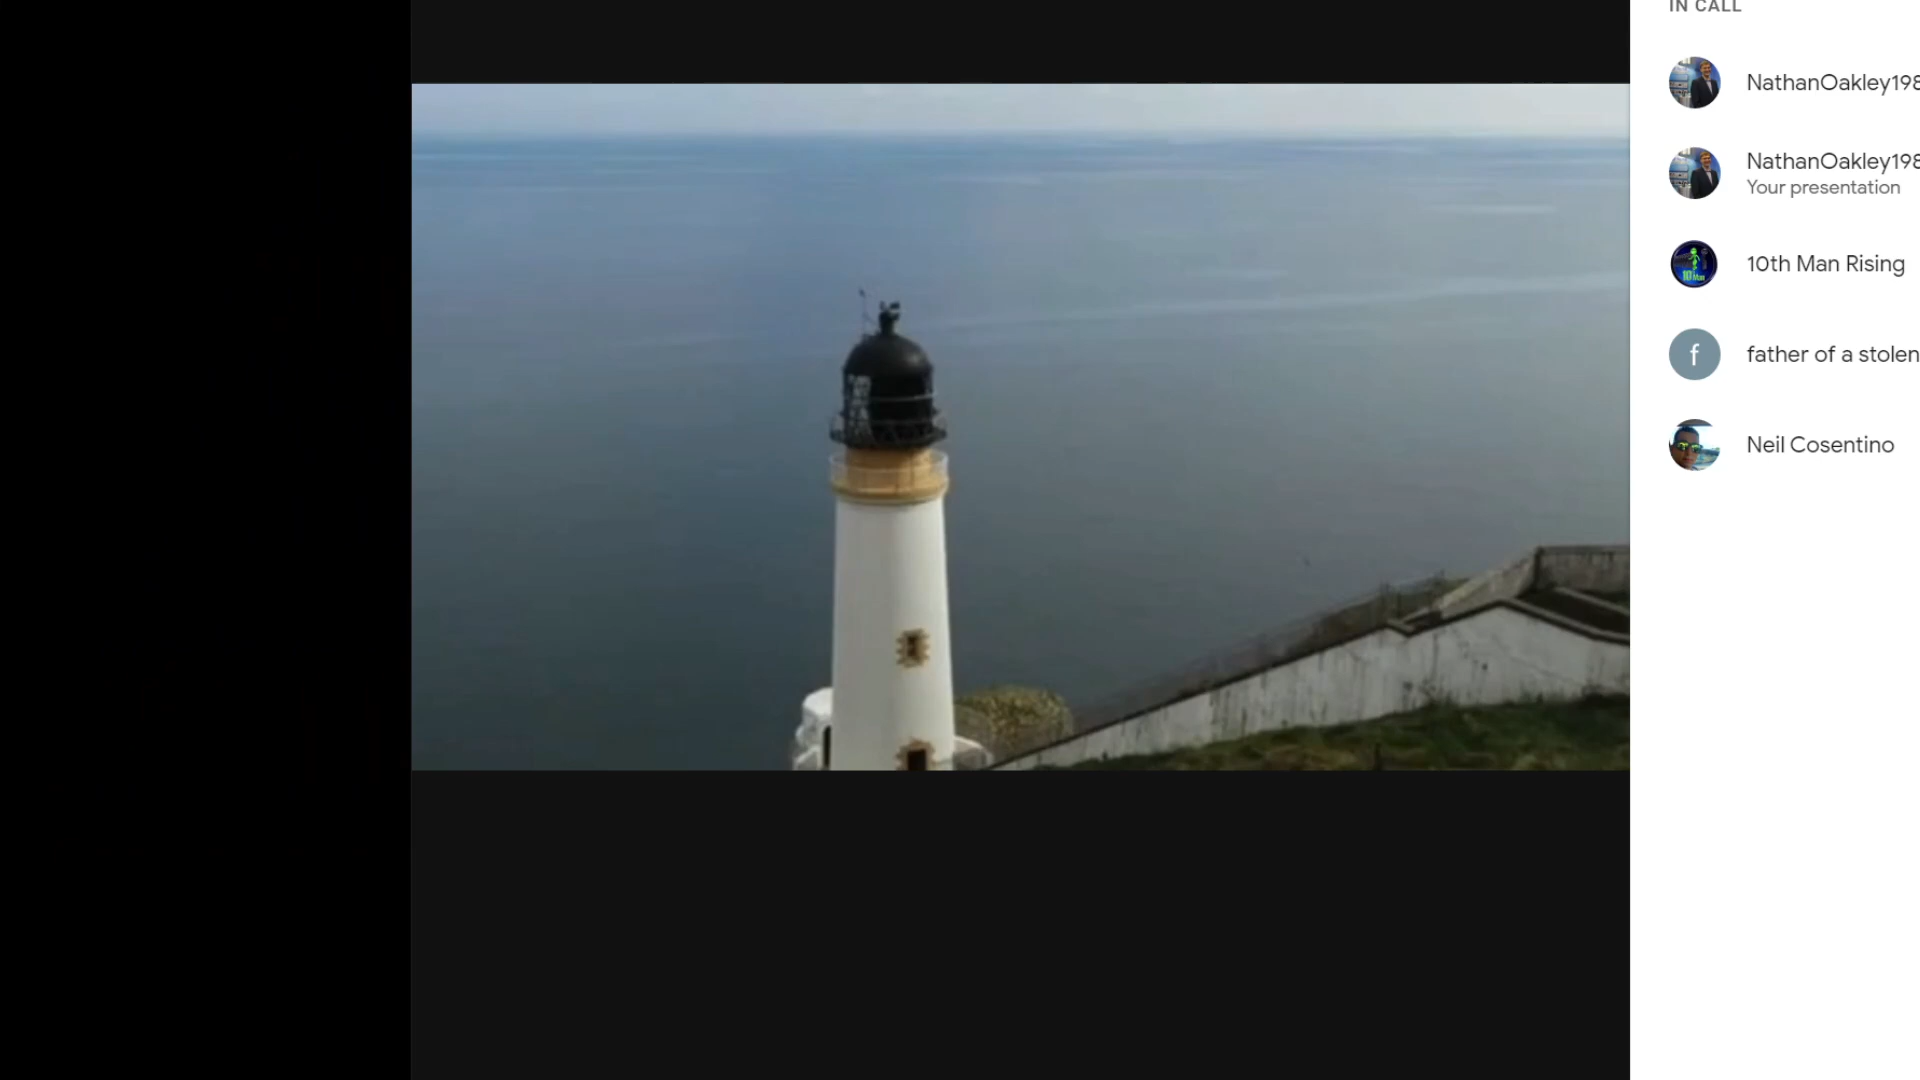 IN CALL
NathanOakley198
NathanOakley198
Your presentation
10th Man Rising
f
father of a stolen
Neil Cosentino